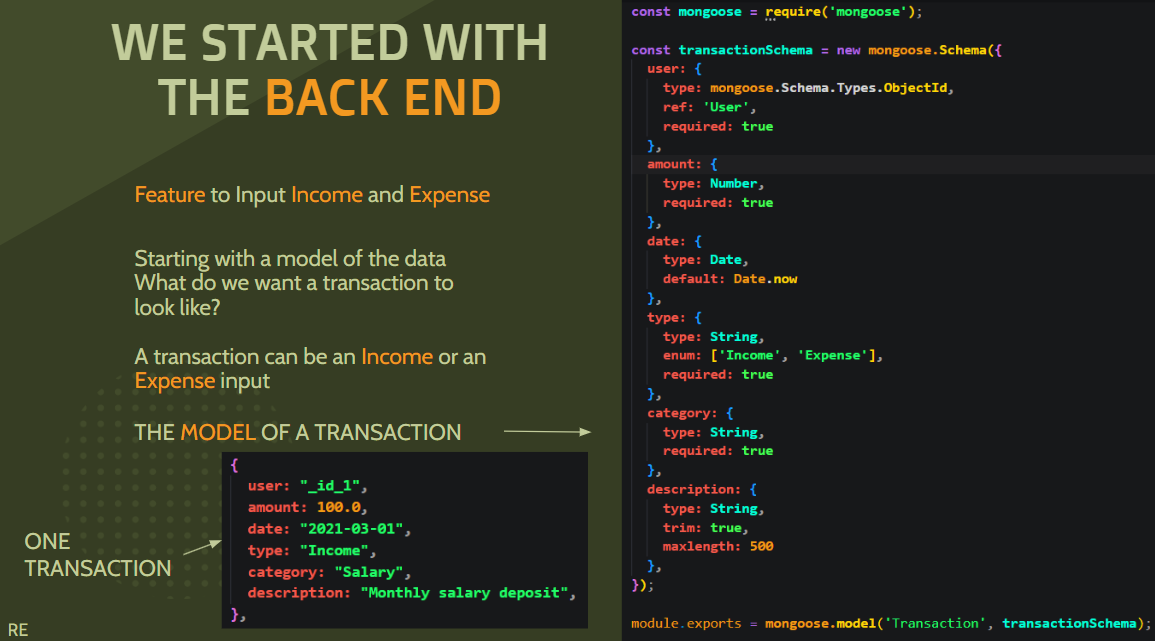 WE STARTED WITH
THE BACK END
Feature to Input Income and Expense
Starting with a model of the data
What do we want a transaction to
look like?
A transaction can be an Income or an
Expense input
THE MODEL OF A TRANSACTION
ONE
TRANSACTION
{
  user: "_id_1",
  amount: 100.0,
  date: "2021-03-01",
  type: "Income",
  category: "Salary",
  description: "Monthly salary deposit",
},
RE
const mongoose = require('mongoose');
const transactionSchema = new mongoose.Schema({
  user: {
    type: mongoose.Schema.Types.ObjectId,
    ref: 'User',
    required: true
  },
  amount: {
    type: Number,
    required: true
  },
  date: {
    type: Date,
    default: Date.now
  },
  type: {
    type: String,
    enum: ['Income', 'Expense'],
    required: true
  },
  category: {
    type: String,
    required: true
  },
  description: {
    type: String,
    trim: true,
    maxlength: 500
  },
});
module.exports = mongoose.model('Transaction', transactionSchema);